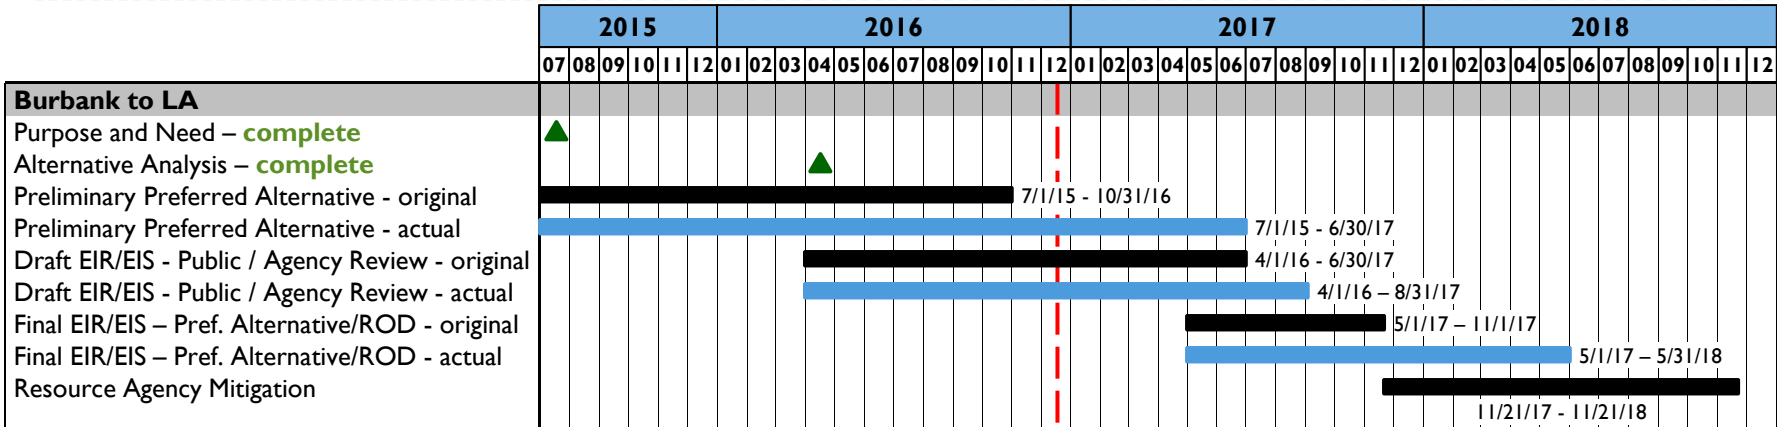 2015 2016 2017 2018
07 08 09 10 11 12 01 02 03 04 05 06 07 08 09 10 11 12 01 02 03 04 05 06 07 08 09 10 11 12 01 02 03 04 05 06 07 08 09 10 11 12
Burbank to LA
Purpose and Need – complete
Alternative Analysis – complete
Preliminary Preferred Alternative - original 7/1/15 - 10/31/16
Preliminary Preferred Alternative - actual 7/1/15 - 6/30/17
Draft EIR/EIS - Public / Agency Review - original 4/1/16 - 6/30/17
Draft EIR/EIS - Public / Agency Review - actual 4/1/16 – 8/31/17
Final EIR/EIS – Pref. Alternative/ROD - original 5/1/17 – 11/1/17
Final EIR/EIS – Pref. Alternative/ROD - actual 5/1/17 – 5/31/18
Resource Agency Mitigation
11/21/17 - 11/21/18